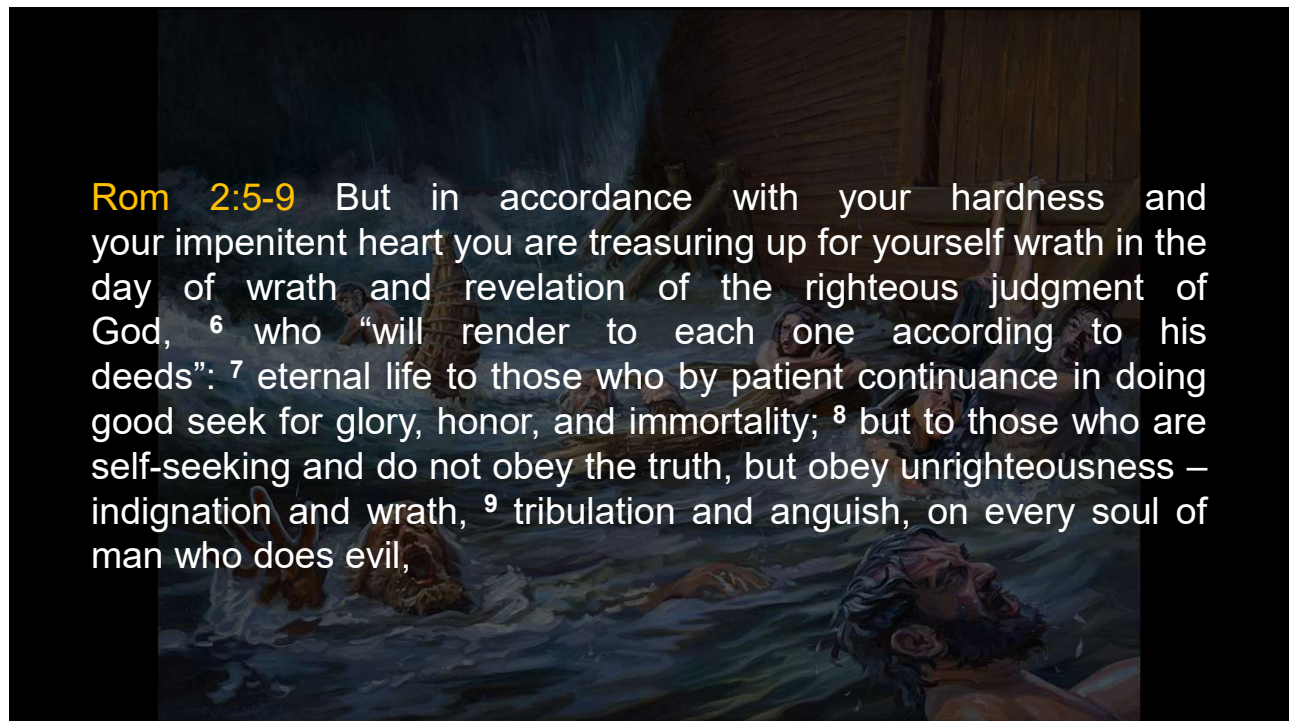 Rom 2:5-9 But in accordance with your hardness and
your impenitent heart you are treasuring up for yourself wrath in the
day of wrath and revelation of the righteous judgment of
God, 6 who “will render to each one according to his
deeds”: 7 eternal life to those who by patient continuance in doing
good seek for glory, honor, and immortality; 8 but to those who are
self-seeking and do not obey the truth, but obey unrighteousness –
indignation and wrath, 9 tribulation and anguish, on every soul of
man who does evil,